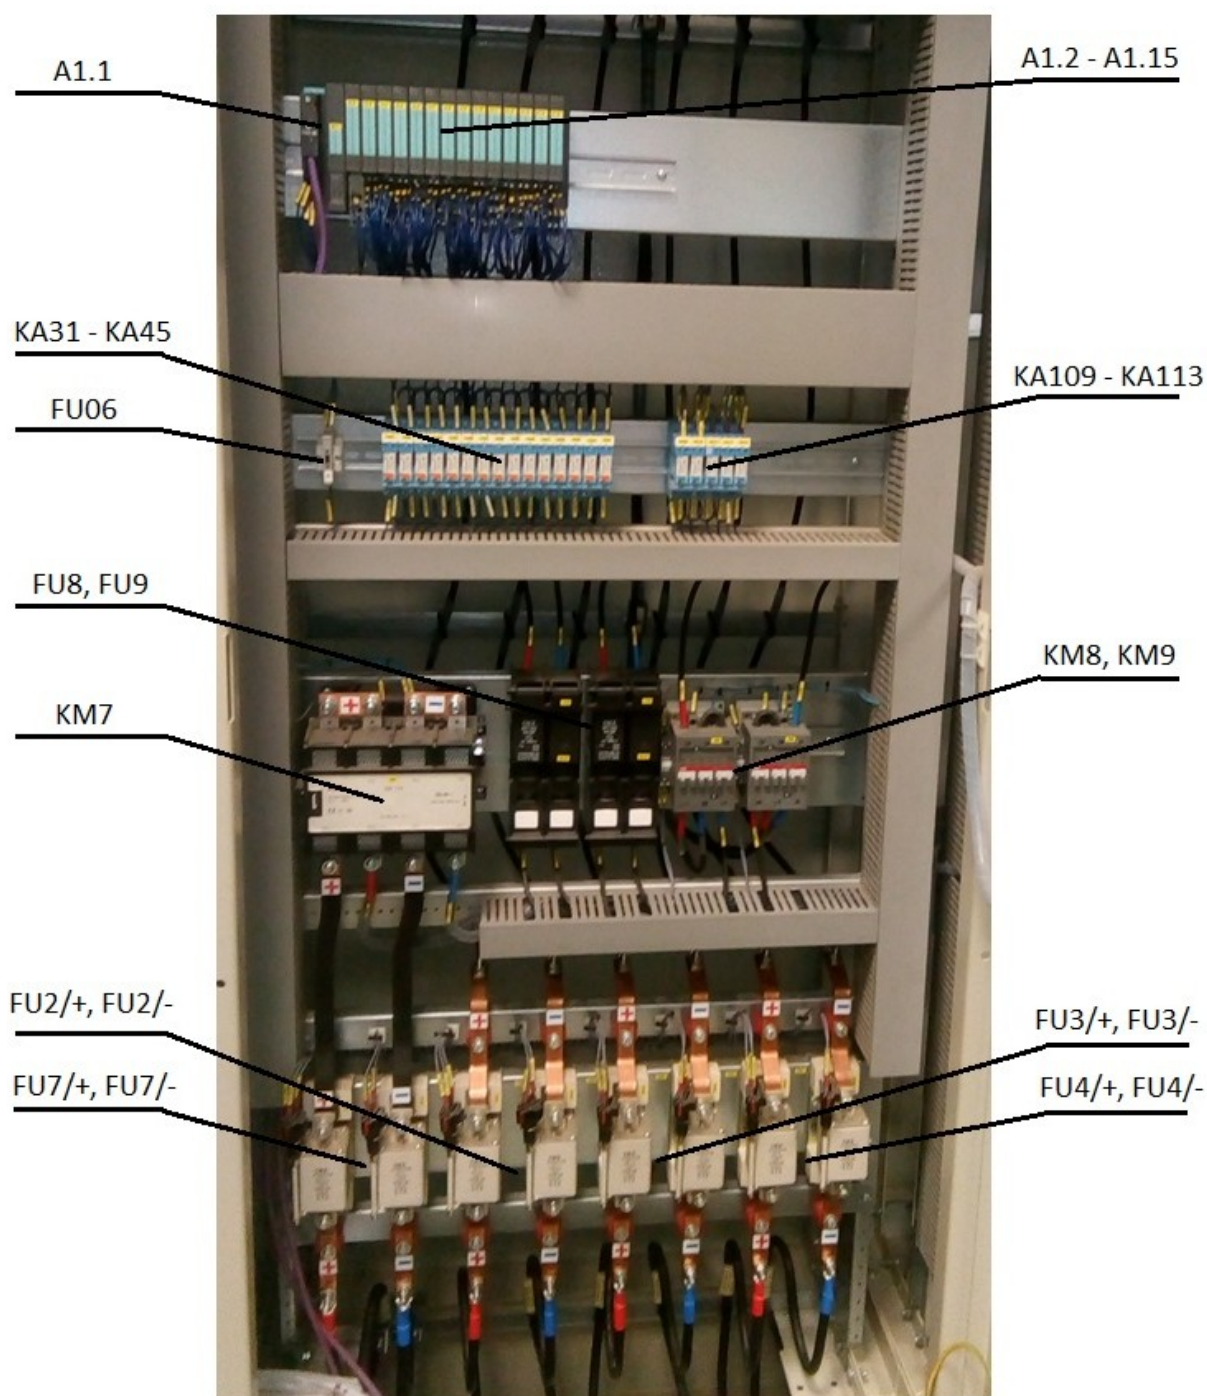 A1.1
A1.2 - A1.15
KA31 - KA45
KA109 - KA113
FU06
FU8, FU9
KM8, KM9
KM7
FU2/+, FU2/-
FU3/+, FU3/-
FU7/+, FU7/-
FU4/+, FU4/-